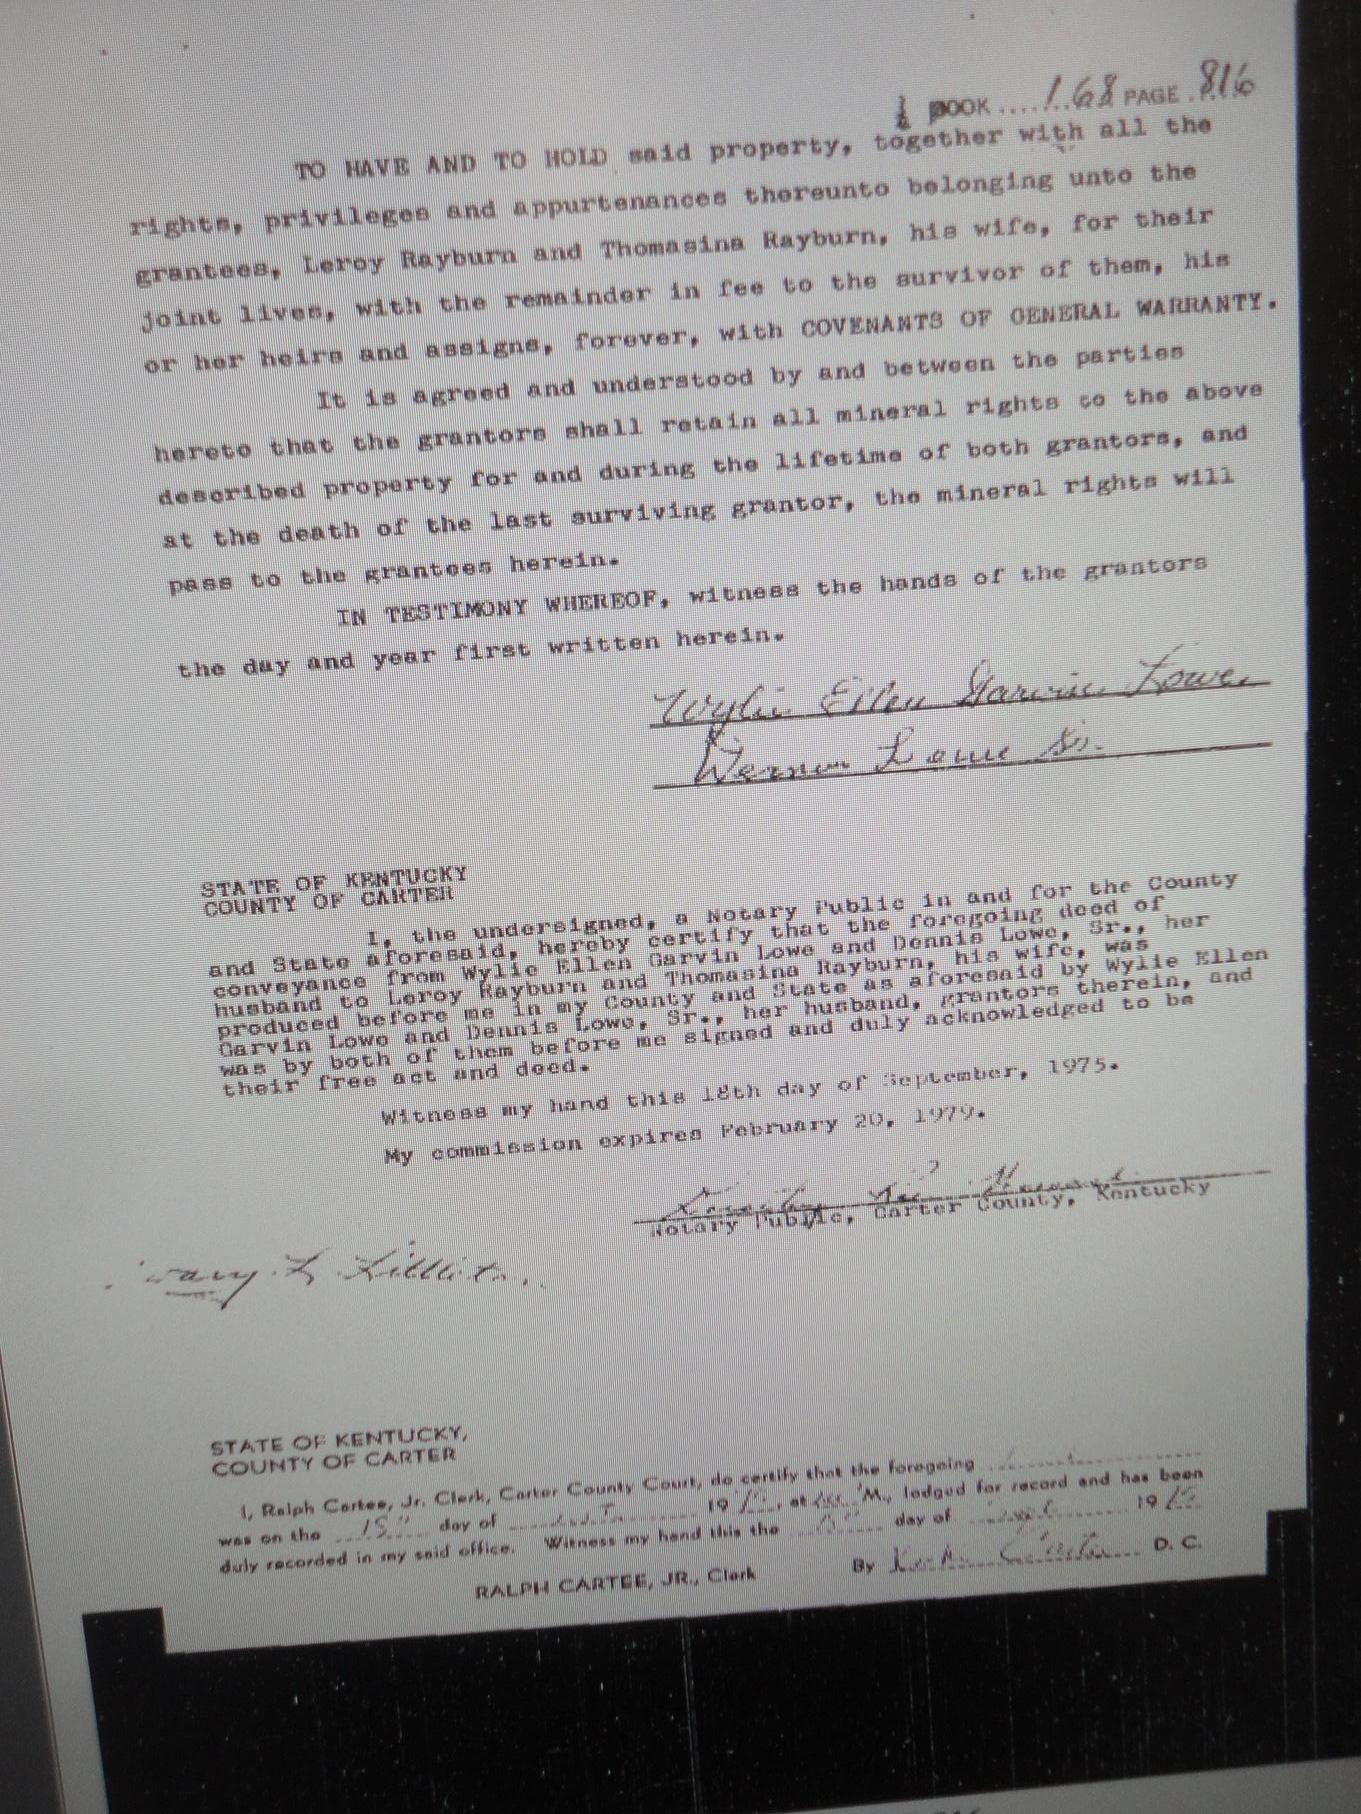 BOOK .... 168 PAGE . 816
TO HAVE AND TO HOLD said property, together with all the
rights, privileges and appurtenances thereunto belonging unto the
grantees, Leroy Rayburn and Thomasina Rayburn, his wife, for their
joint lives, with the remainder in fee to the survivor of them, his
or her heirs and assigns, forever, with COVENANTS OF GENERAL WARRANTY.
It is agreed and understood by and between the parties
hereto that the grantors shall retain all mineral rights to the above
described property for and during the lifetime of both grantors, and
at the death of the last surviving grantor, the mineral rights will
pass to the grantees herein.
IN TESTIMONY WHEREOF, witness the hands of the grantors
the day and year first written herein.
Wylie Ellen Garvin Lowe
Lowe Sr.
STATE OF KENTUCKY
COUNTY OF CARTER
I, the undersigned, a Notary Public in and for the County
and State aforesaid, hereby certify that the foregoing deed of
conveyance from Wylie Ellen Garvin Lowe and Dennis Lowe, Sr., her
husband to Leroy Rayburn and Thomasina Rayburn, his wife, was
produced before me in my County and State as aforesaid by Wylie Ellen
Garvin Lowe and Dennis Lowe, Sr., her husband, grantors therein, and
was by both of them before me signed and duly acknowledged to be
their free act and deed.
Witness my hand this 18th day of September, 1975.
My commission expires February 20, 1979.
Notary Public, Carter County, Kentucky
STATE OF KENTUCKY,
COUNTY OF CARTER
I, Ralph Cartee, Jr. Clerk, Carter County Court, do certify that the foregoing
was on the day of 19 , at M., lodged for record and has been
duly recorded in my said office. Witness my hand this the day of 19
RALPH CARTEE, JR., Clerk By D. C.